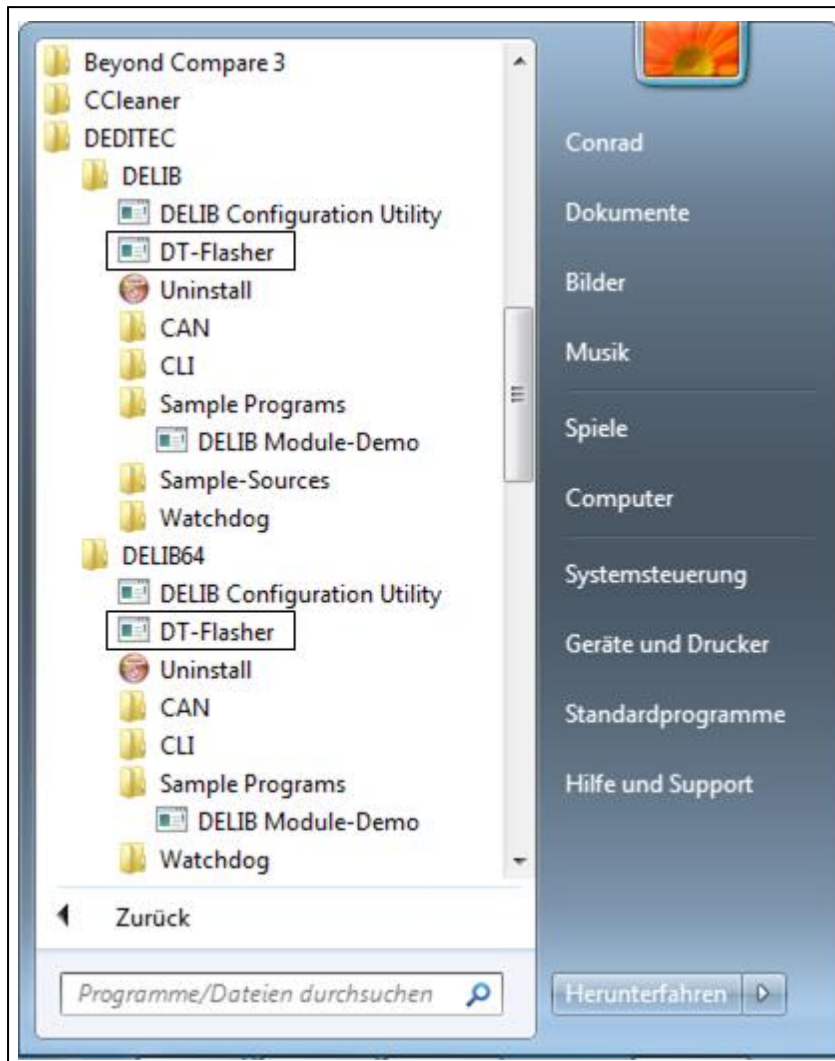 Beyond Compare 3
CCleaner
DEDITEC
DELIB
DELIB Configuration Utility
DT-Flasher
Uninstall
CAN
CLI
Sample Programs
DELIB Module-Demo
Sample-Sources
Watchdog
DELIB64
DELIB Configuration Utility
DT-Flasher
Uninstall
CAN
CLI
Sample Programs
DELIB Module-Demo
Watchdog
Zurück
Programme/Dateien durchsuchen
Conrad
Dokumente
Bilder
Musik
Spiele
Computer
Systemsteuerung
Geräte und Drucker
Standardprogramme
Hilfe und Support
Herunterfahren